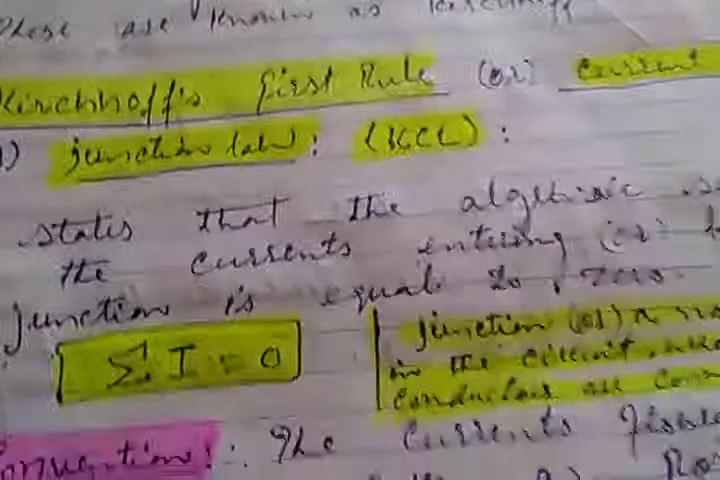 These are known as
Kirchhoff's First Rule (or) Current
junction law: (KCL) :
states that the algebraic
the currents entering (or)
junction is equal to zero.
Σ I = 0
junction (or) a
in the circuit
conductors are
Convention: The currents